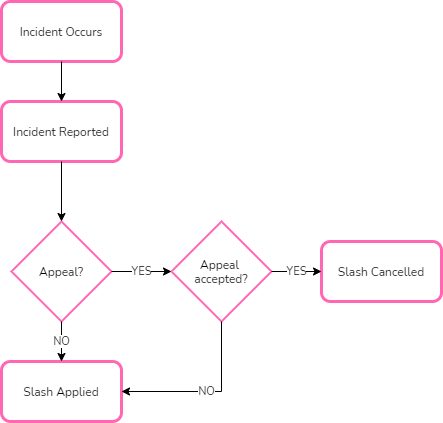 Incident Occurs
Incident Reported
Appeal?
YES
Appeal
accepted?
YES
Slash Cancelled
NO
Slash Applied
NO